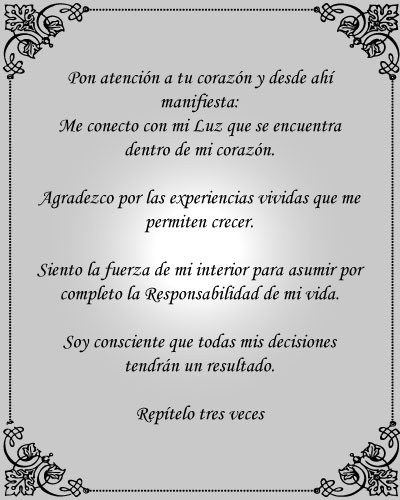 Pon atención a tu corazón y desde ahí
manifiesta:
Me conecto con mi Luz que se encuentra
dentro de mi corazón.
Agradezco por las experiencias vividas que me
permiten crecer.
Siento la fuerza de mi interior para asumir por
completo la Responsabilidad de mi vida.
Soy consciente que todas mis decisiones
tendrán un resultado.
Repítelo tres veces